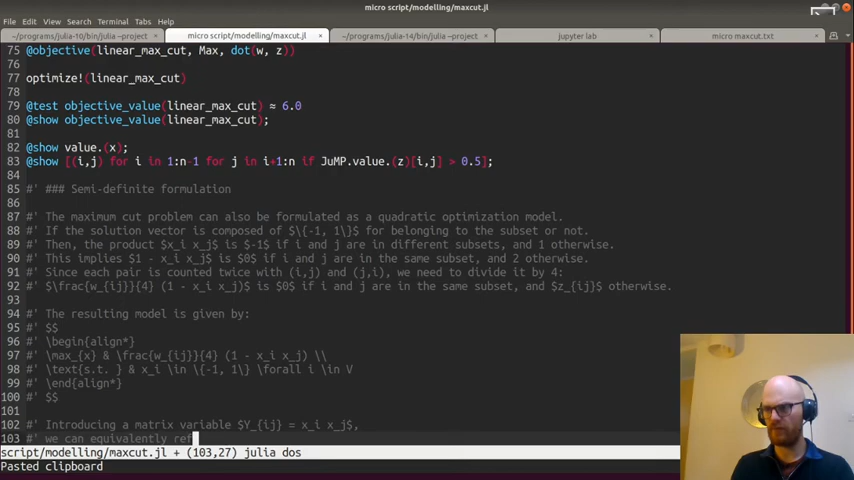 micro script/modelling/maxcut.jl
File Edit View Search Terminal Tabs Help
~/programs/julia-10/bin/julia –project × micro script/modelling/maxcut.jl × ~/programs/julia-14/bin/julia –project × jupyter lab × micro maxcut.txt ×
75 @objective(linear_max_cut, Max, dot(w, z))
76
77 optimize!(linear_max_cut)
78
79 @test objective_value(linear_max_cut) ≈ 6.0
80 @show objective_value(linear_max_cut);
81
82 @show value.(x);
83 @show [(i,j) for i in 1:n-1 for j in i+1:n if JuMP.value.(z)[i,j] > 0.5];
84
85 #' ### Semi-definite formulation
86
87 #' The maximum cut problem can also be formulated as a quadratic optimization model.
88 #' If the solution vector is composed of $\{-1, 1\}$ for belonging to the subset or not.
89 #' Then, the product $x_i x_j$ is $-1$ if i and j are in different subsets, and 1 otherwise.
90 #' This implies $1 - x_i x_j$ is $0$ if i and j are in the same subset, and 2 otherwise.
91 #' Since each pair is counted twice with (i,j) and (j,i), we need to divide it by 4:
92 #' $\frac{w_{ij}}{4} (1 - x_i x_j)$ is $0$ if i and j are in the same subset, and $z_{ij}$ otherwise.
93
94 #' The resulting model is given by:
95 #' $$
96 #' \begin{align*}
97 #' \max_{x} & \frac{w_{ij}}{4} (1 - x_i x_j) \\
98 #' \text{s.t. } & x_i \in \{-1, 1\} \forall i \in V
99 #' \end{align*}
100 #' $$
101
102 #' Introducing a matrix variable $Y_{ij} = x_i x_j$,
103 #' we can equivalently ref
script/modelling/maxcut.jl + (103,27) julia dos
Pasted clipboard